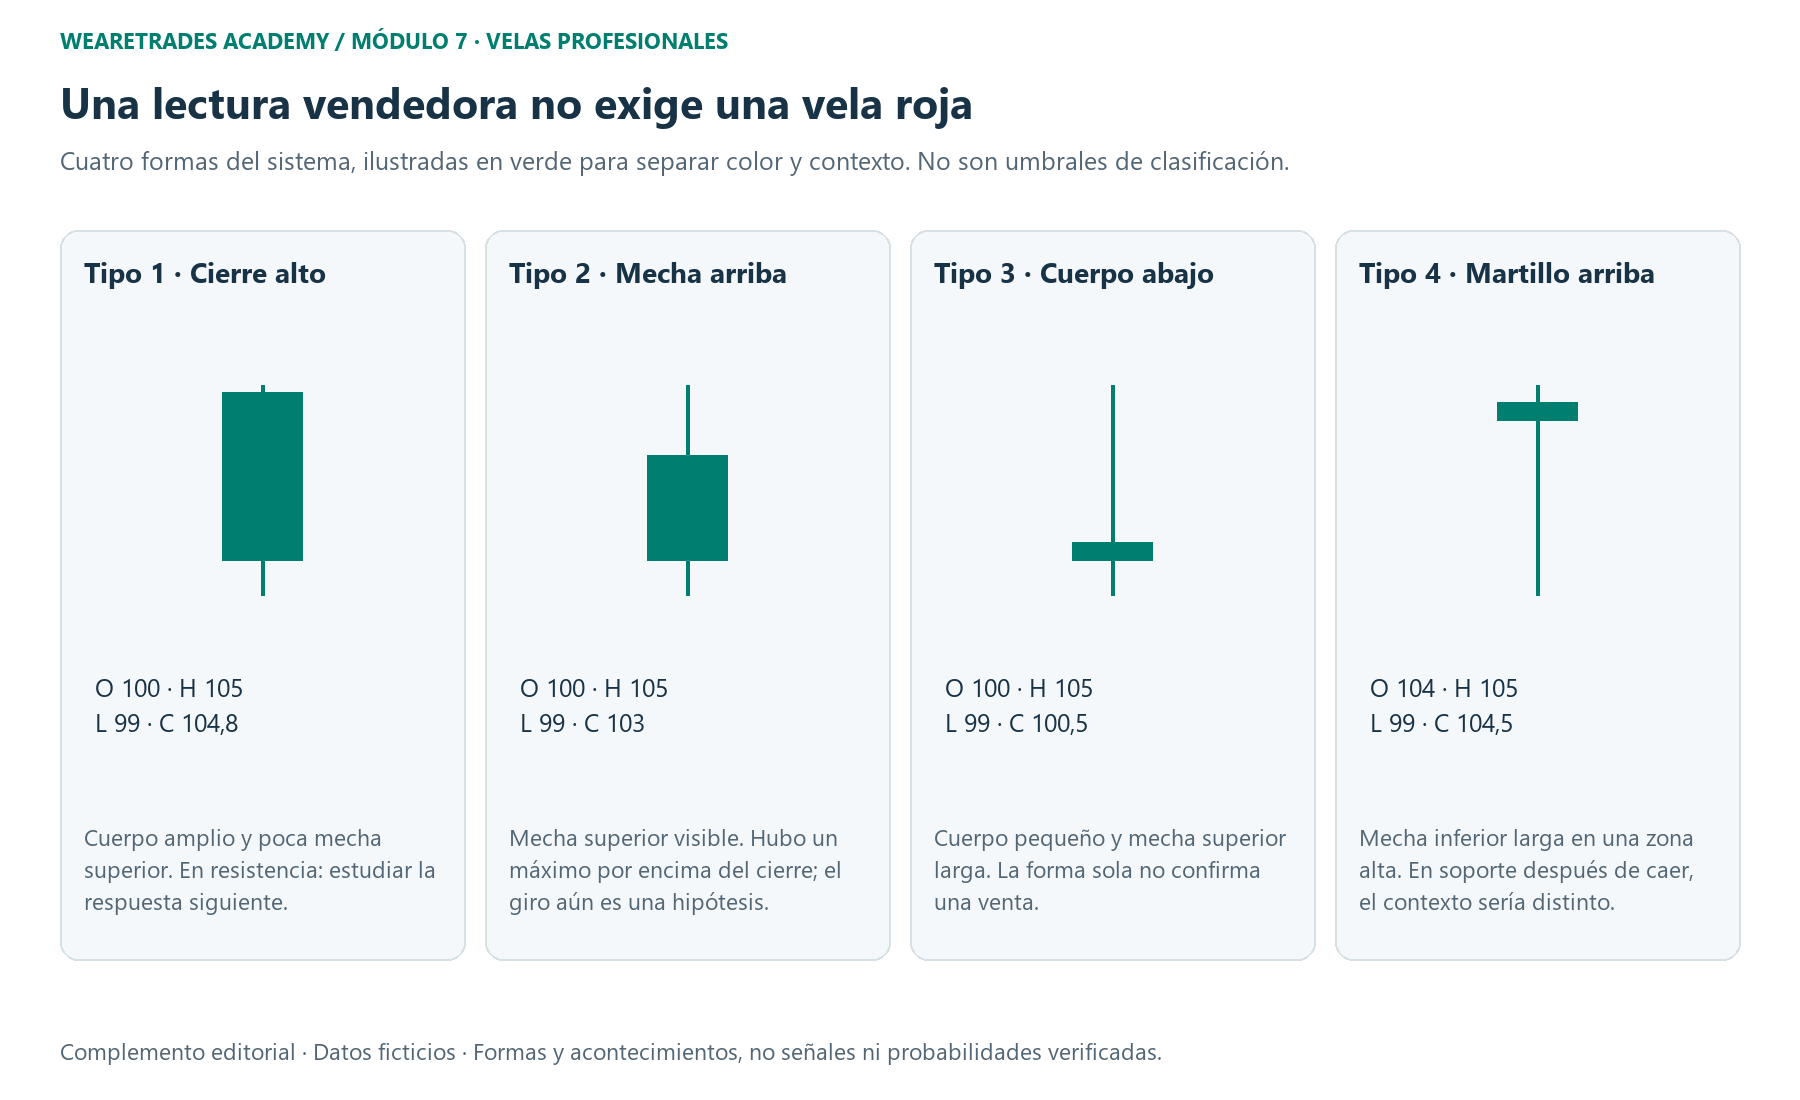 WEARETRADES ACADEMY / MÓDULO 7 · VELAS PROFESIONALES
Una lectura vendedora no exige una vela roja
Cuatro formas del sistema, ilustradas en verde para separar color y contexto. No son umbrales de clasificación.
Tipo 1 · Cierre alto
O 100 · H 105
L 99 · C 104,8
Cuerpo amplio y poca mecha
superior. En resistencia: estudiar la
respuesta siguiente.
Tipo 2 · Mecha arriba
O 100 · H 105
L 99 · C 103
Mecha superior visible. Hubo un
máximo por encima del cierre; el
giro aún es una hipótesis.
Tipo 3 · Cuerpo abajo
O 100 · H 105
L 99 · C 100,5
Cuerpo pequeño y mecha superior
larga. La forma sola no confirma
una venta.
Tipo 4 · Martillo arriba
O 104 · H 105
L 99 · C 104,5
Mecha inferior larga en una zona
alta. En soporte después de caer,
el contexto sería distinto.
Complemento editorial · Datos ficticios · Formas y acontecimientos, no señales ni probabilidades verificadas.